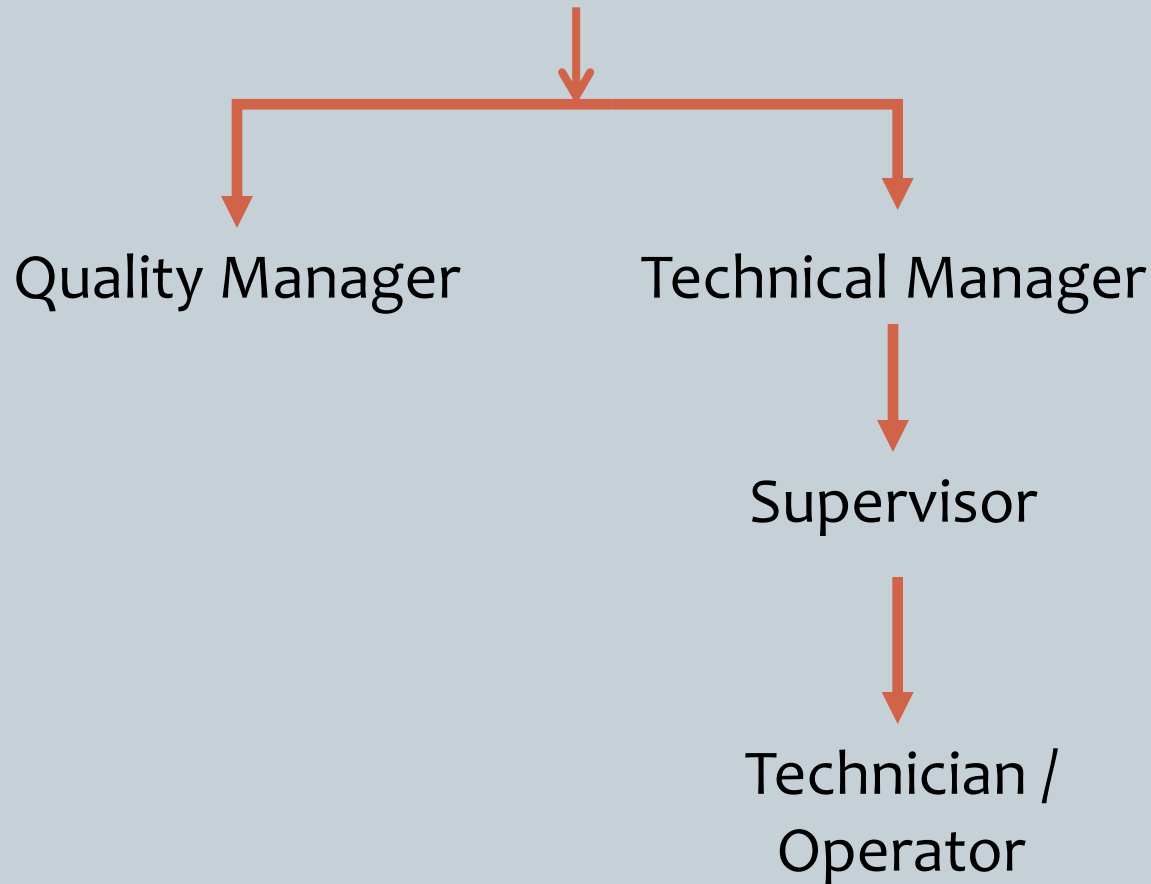 Quality Manager
Technical Manager
Supervisor
Technician /
Operator